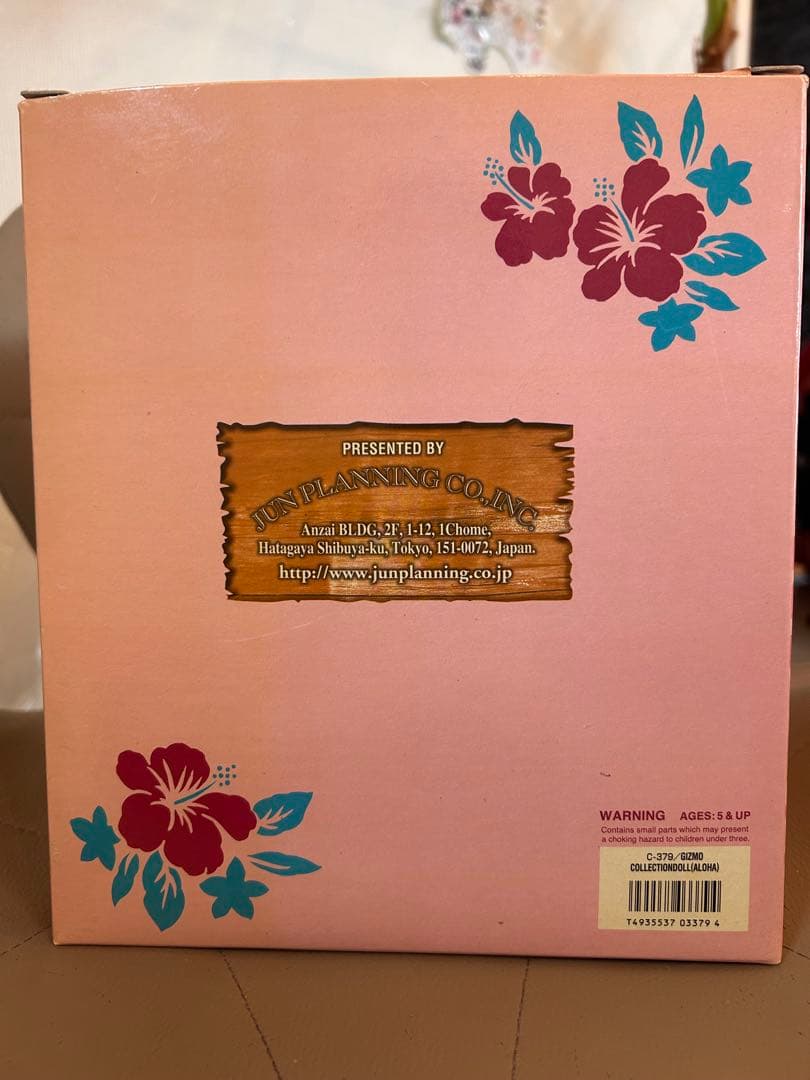 PRESENTED BY
JUN PLANNING CO.,INC.
Anzai BLDG, 2F, 1-12, 1Chome,
Hatagaya Shibuya-ku, Tokyo, 151-0072, Japan.
http://www.junplanning.co.jp
WARNING AGES: 5 & UP
Contains small parts which may present
a choking hazard to children under three.
C-379/GIZMO
COLLECTIONDOLL(ALOHA)
T4935537 03379 4